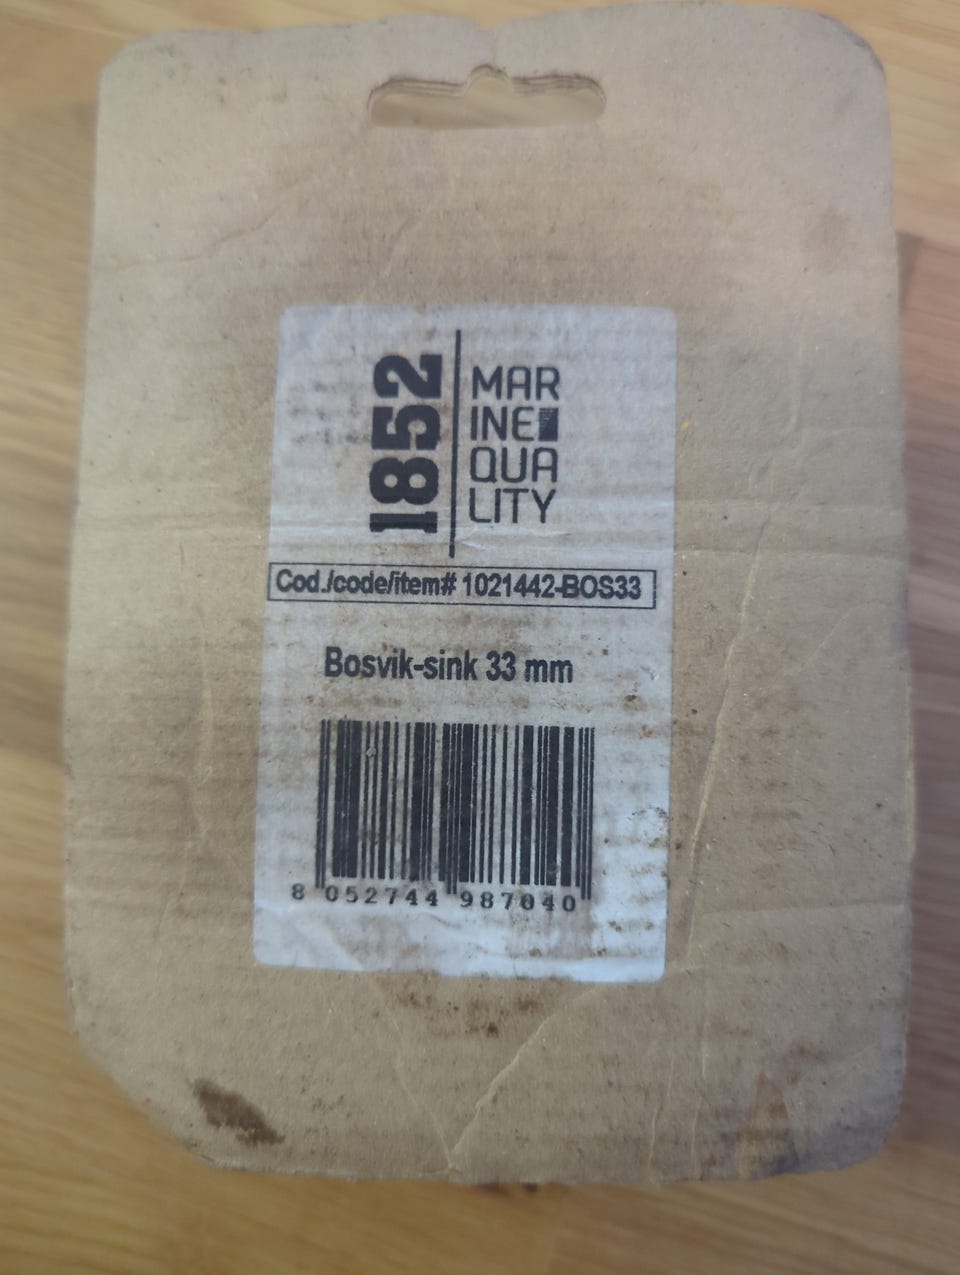 1852
MAR
INE
QUA
LITY
Cod./code/item# 1021442-BOS33
Bosvik-sink 33 mm
8 052744 987040